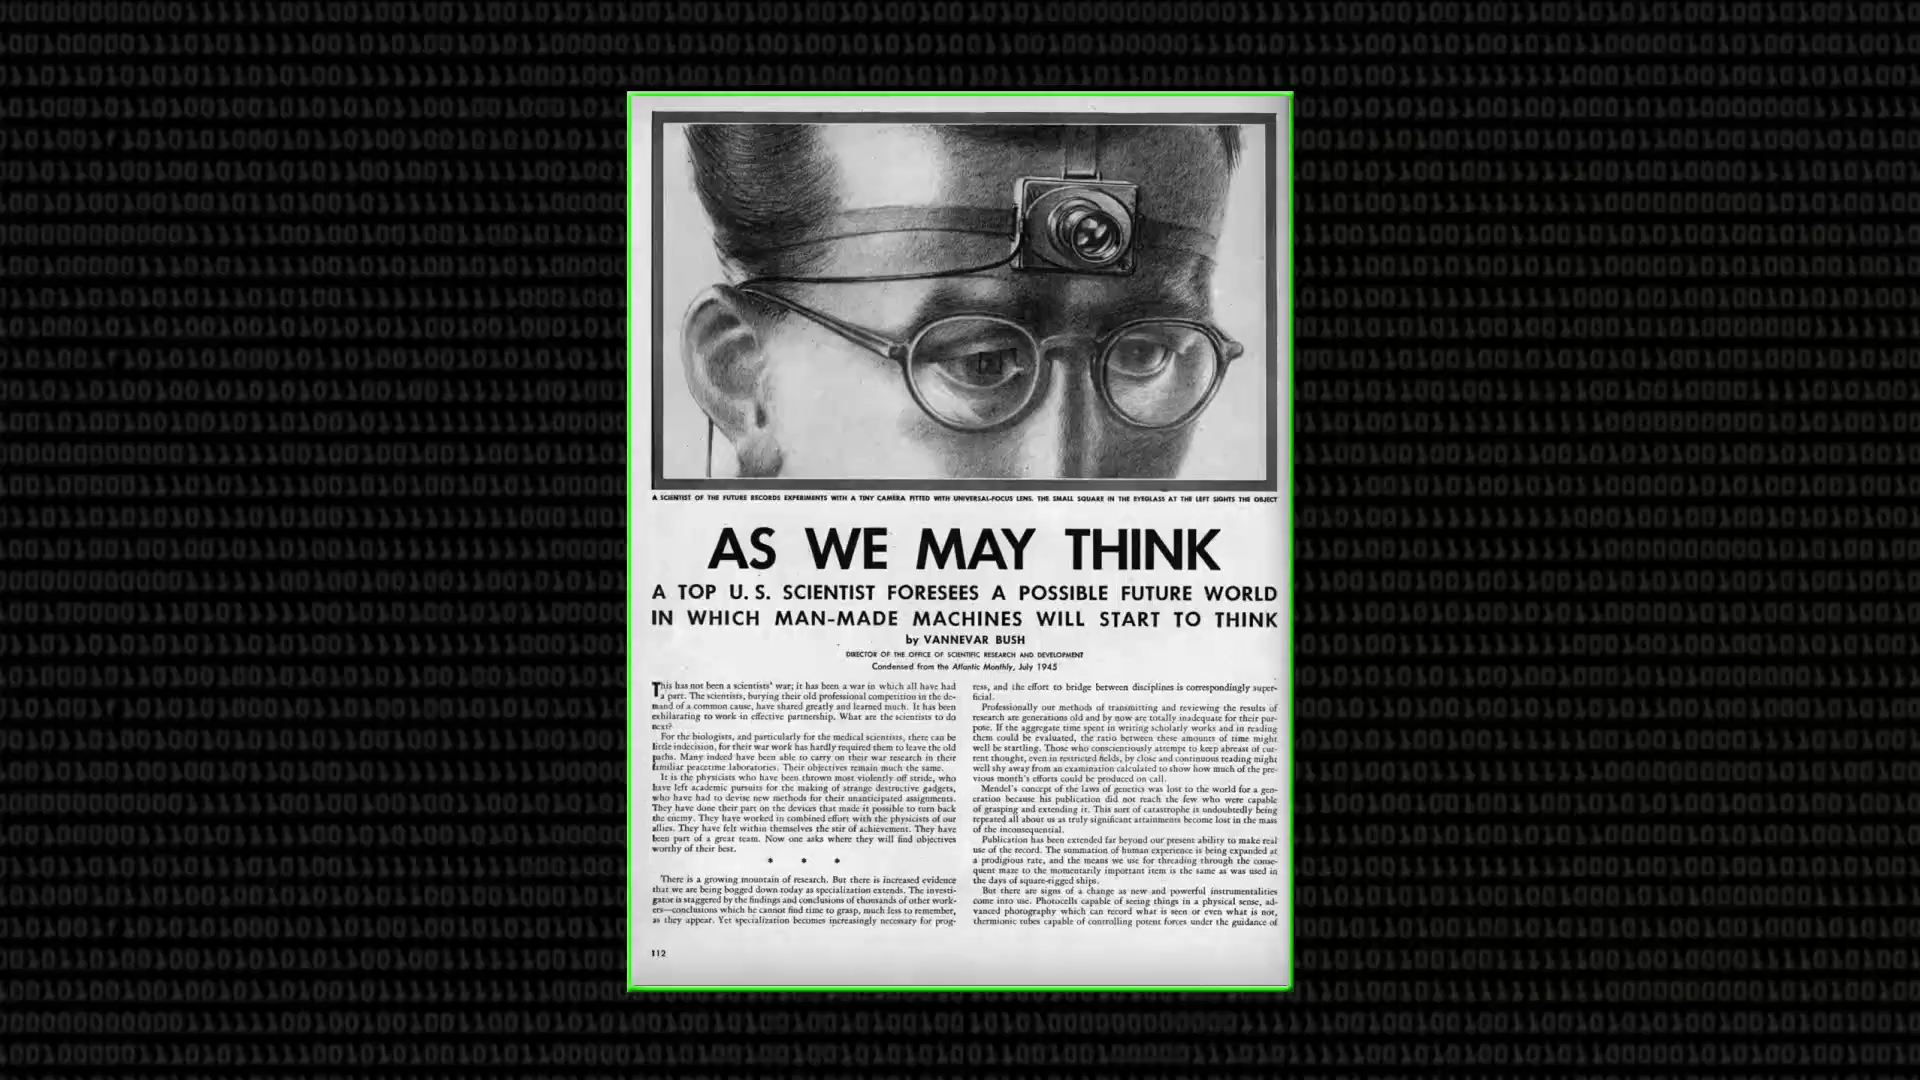 A SCIENTIST OF THE FUTURE RECORDS EXPERIMENTS WITH A TINY CAMERA FITTED WITH UNIVERSAL-FOCUS LENS. THE SMALL SQUARE IN THE EYEGLASS AT THE LEFT SIGHTS THE OBJECT
AS WE MAY THINK
A TOP U.S. SCIENTIST FORESEES A POSSIBLE FUTURE WORLD
IN WHICH MAN-MADE MACHINES WILL START TO THINK
by VANNEVAR BUSH
DIRECTOR OF THE OFFICE OF SCIENTIFIC RESEARCH AND DEVELOPMENT
Condensed from the Atlantic Monthly, July 1945
This has not been a scientists' war; it has been a war in which all have had
a part. The scientists, burying their old professional competition in the de-
mand of a common cause, have shared greatly and learned much. It has been
exhilarating to work in effective partnership. What are the scientists to do
next?
For the biologists, and particularly for the medical scientists, there can be
little indecision, for their war work has hardly required them to leave the old
paths. Many indeed have been able to carry on their war research in their
familiar peacetime laboratories. Their objectives remain much the same.
It is the physicists who have been thrown most violently off stride, who
have left academic pursuits for the making of strange destructive gadgets,
who have had to devise new methods for their unanticipated assignments.
They have done their part on the devices that made it possible to turn back
the enemy. They have worked in combined effort with the physicists of our
allies. They have felt within themselves the stir of achievement. They have
been part of a great team. Now one asks where they will find objectives
worthy of their best.
* * *
There is a growing mountain of research. But there is increased evidence
that we are being bogged down today as specialization extends. The investi-
gator is staggered by the findings and conclusions of thousands of other work-
ers—conclusions which he cannot find time to grasp, much less to remember,
as they appear. Yet specialization becomes increasingly necessary for prog-
ress, and the effort to bridge between disciplines is correspondingly super-
ficial.
Professionally our methods of transmitting and reviewing the results of
research are generations old and by now are totally inadequate for their pur-
pose. If the aggregate time spent in writing scholarly works and in reading
them could be evaluated, the ratio between these amounts of time might
well be startling. Those who conscientiously attempt to keep abreast of cur-
rent thought, even in restricted fields, by close and continuous reading might
well shy away from an examination calculated to show how much of the pre-
vious month's efforts could be produced on call.
Mendel's concept of the laws of genetics was lost to the world for a gen-
eration because his publication did not reach the few who were capable
of grasping and extending it. This sort of catastrophe is undoubtedly being
repeated all about us as truly significant attainments become lost in the mass
of the inconsequential.
Publication has been extended far beyond our present ability to make real
use of the record. The summation of human experience is being expanded at
a prodigious rate, and the means we use for threading through the conse-
quent maze to the momentarily important item is the same as was used in
the days of square-rigged ships.
But there are signs of a change as new and powerful instrumentalities
come into use. Photocells capable of seeing things in a physical sense, ad-
vanced photography which can record what is seen or even what is not,
thermionic tubes capable of controlling potent forces under the guidance of
112